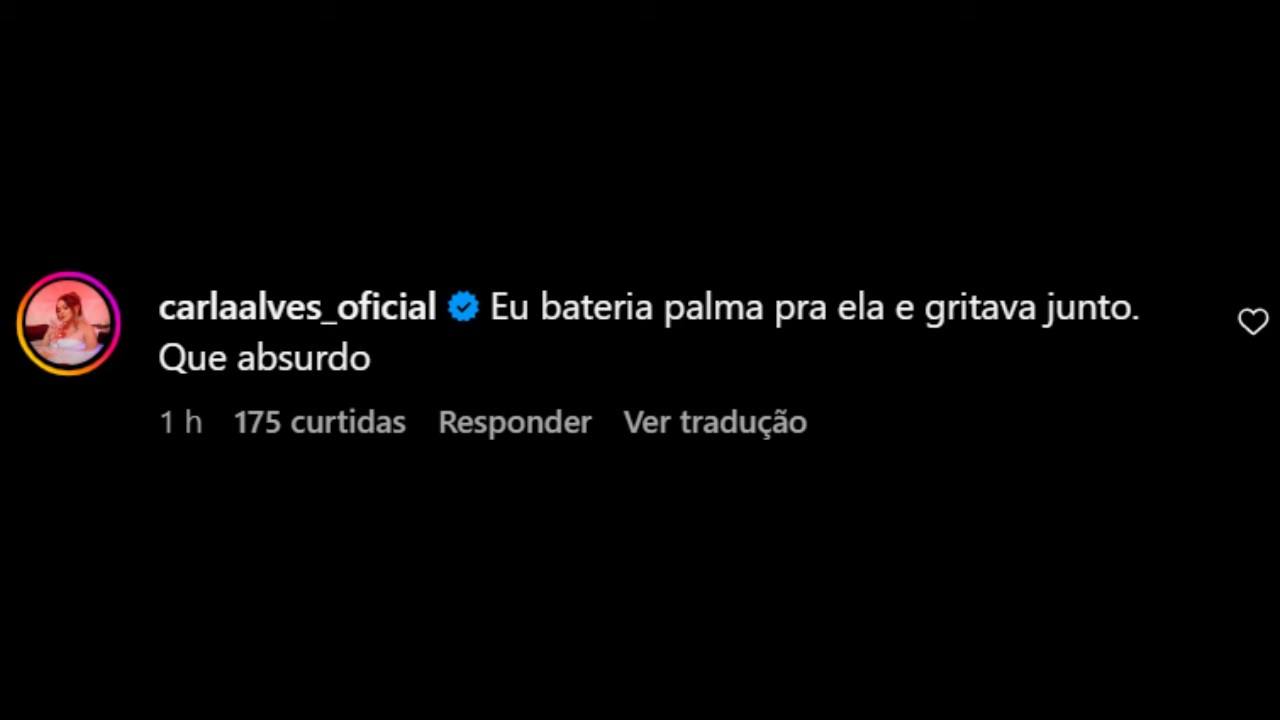 carlaalves_oficial Eu bateria palma pra ela e gritava junto.
Que absurdo
1 h 175 curtidas Responder Ver tradução